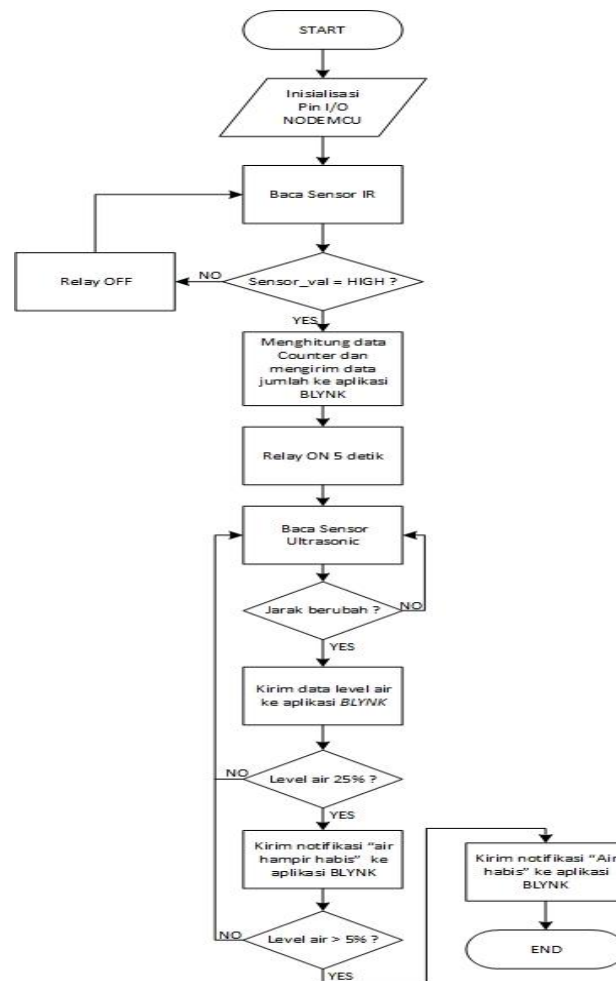 START
Inisialisasi
Pin I/O
NODEMCU
Baca Sensor IR
Relay OFF
NO
Sensor_val = HIGH ?
YES
Menghitung data
Counter dan
mengirim data
jumlah ke aplikasi
BLYNK
Relay ON 5 detik
Baca Sensor
Ultrasonic
Jarak berubah ?
NO
YES
Kirim data level air
ke aplikasi BLYNK
NO
Level air 25% ?
YES
Kirim notifikasi “air
hampir habis” ke
aplikasi BLYNK
NO
Level air > 5% ?
YES
Kirim notifikasi “Air
habis” ke aplikasi
BLYNK
END